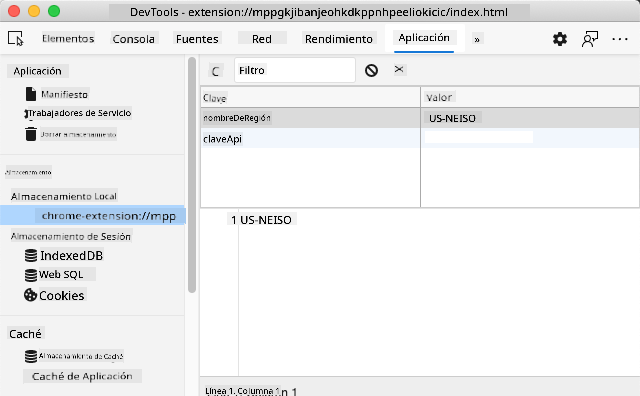 DevTools - extension://mppgkjibanjeohkdkppnhpeeliokicic/index.html
Elementos Consola Fuentes Red Rendimiento Aplicación »
Aplicación
Manifiesto
Trabajadores de Servicio
Almacenamiento
Almacenamiento Local
chrome-extension://mpp
Almacenamiento de Sesión
IndexedDB
Web SQL
Cookies
Caché
Almacenamiento de Caché
Caché de Aplicación
C Filtro
Clave Valor
nombreDeRegión US-NEISO
claveApi
1 US-NEISO
Línea 1, Columna 1